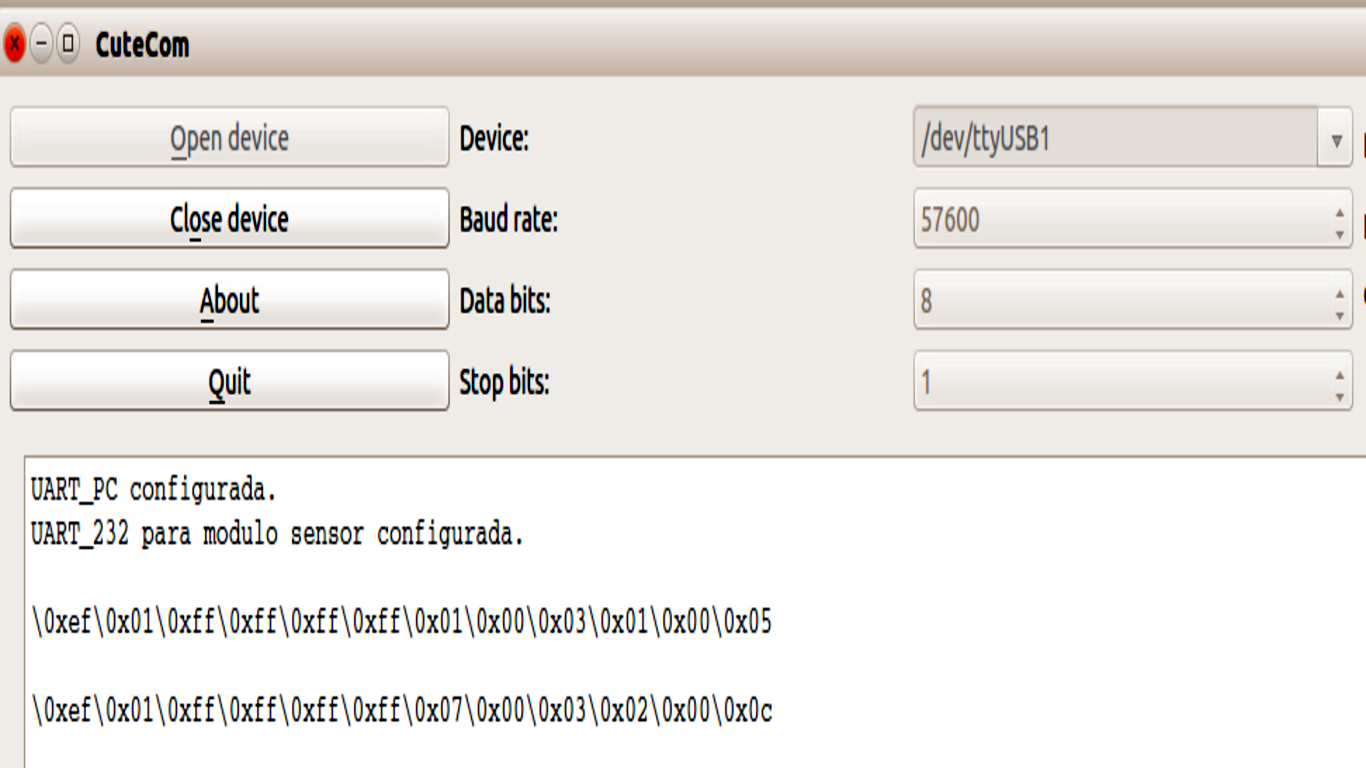 CuteCom
Open device Device: /dev/ttyUSB1
Close device Baud rate: 57600
About Data bits: 8
Quit Stop bits: 1
UART_PC configurada.
UART_232 para modulo sensor configurada.
\0xef\0x01\0xff\0xff\0xff\0xff\0x01\0x00\0x03\0x01\0x00\0x05
\0xef\0x01\0xff\0xff\0xff\0xff\0x07\0x00\0x03\0x02\0x00\0x0c